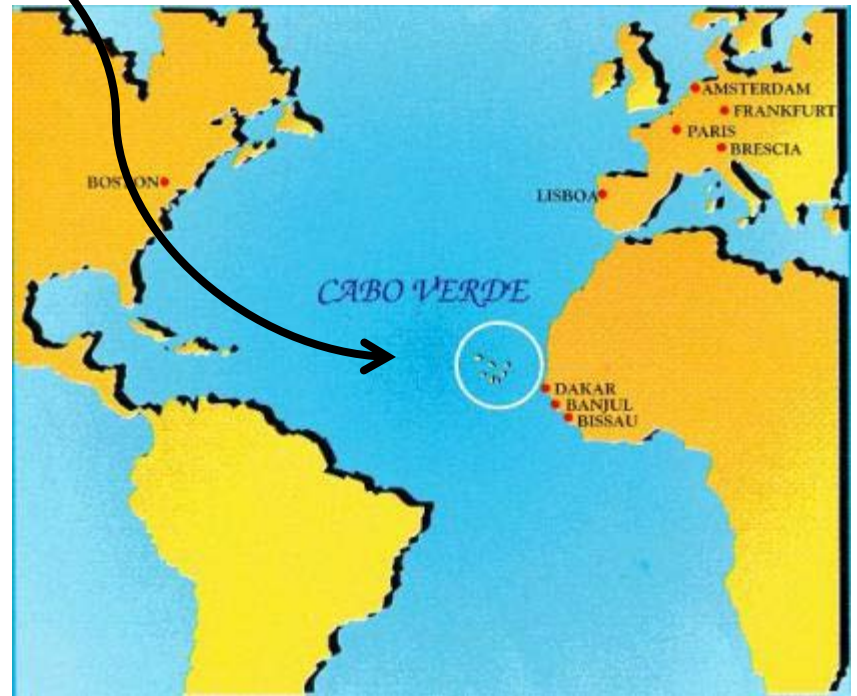 AMSTERDAM
FRANKFURT
PARIS
BRESCIA
BOSTON
LISBOA
CABO VERDE
DAKAR
BANJUL
BISSAU